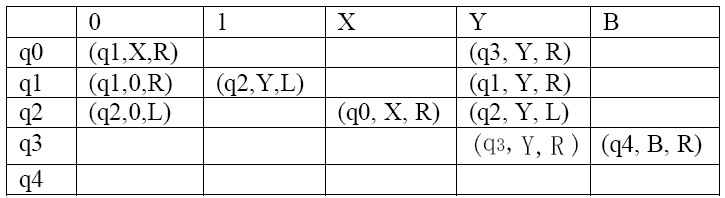 0 1 X Y B
q0 (q1,X,R) (q3, Y, R)
q1 (q1,0,R) (q2,Y,L) (q1, Y, R)
q2 (q2,0,L) (q0, X, R) (q2, Y, L)
q3 (q3, Y, R) (q4, B, R)
q4